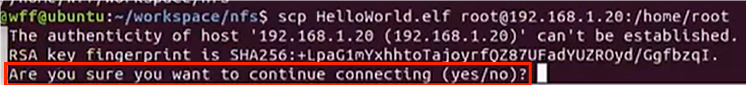 @wff@ubuntu:~/workspace/nfs$ scp HelloWorld.elf root@192.168.1.20:/home/root
The authenticity of host '192.168.1.20 (192.168.1.20)' can't be established.
RSA key fingerprint is SHA256:+LpaG1mYxhhtoTajoyrfQZ87UFadYUZROyd/GgfbzqI.
Are you sure you want to continue connecting (yes/no)?